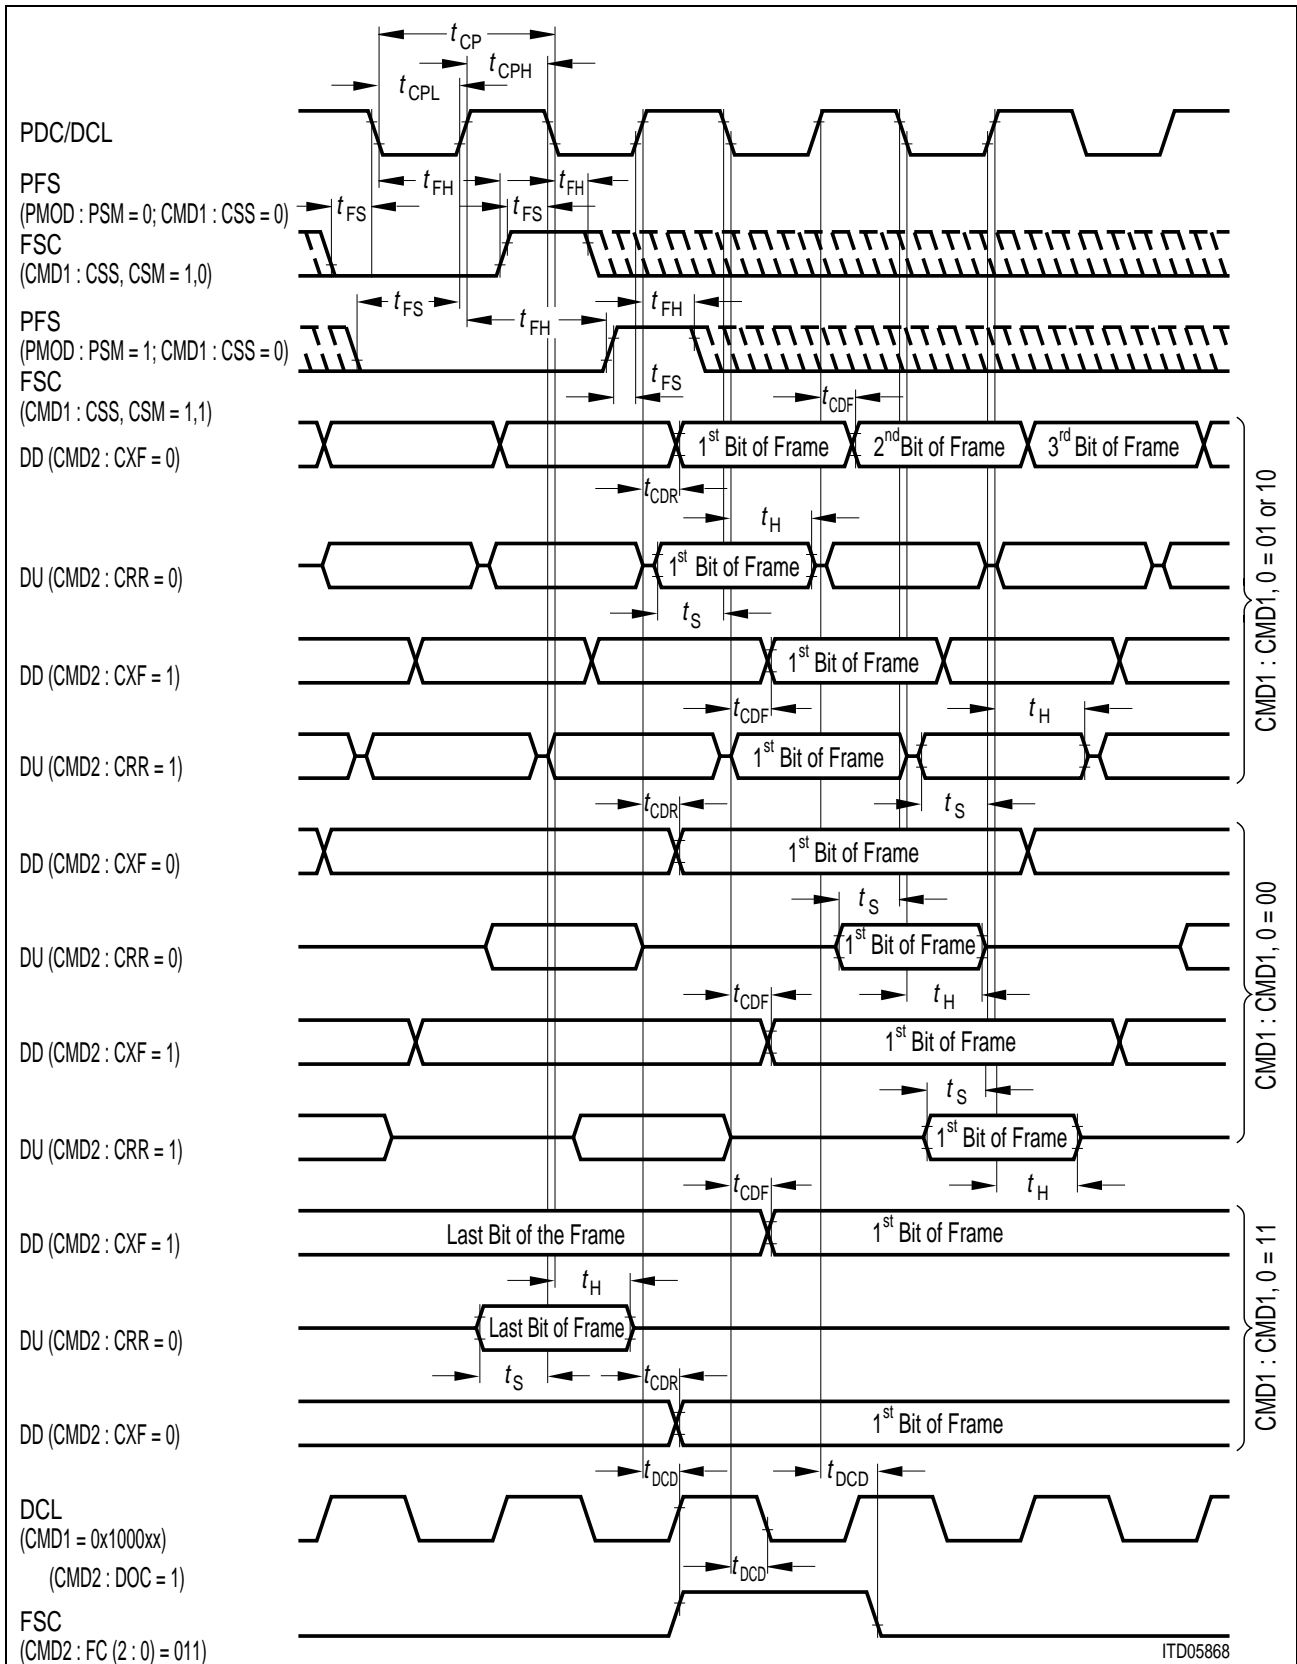 tCP
tCPH
tCPL
PDC/DCL
PFS
(PMOD : PSM = 0; CMD1 : CSS = 0)
FSC
(CMD1 : CSS, CSM = 1,0)
tFH
tFH
tFS
tFS
PFS
(PMOD : PSM = 1; CMD1 : CSS = 0)
FSC
(CMD1 : CSS, CSM = 1,1)
tFS
tFH
tFH
tFS
tCDF
DD (CMD2 : CXF = 0)
1st Bit of Frame
2nd Bit of Frame
3rd Bit of Frame
tCDR
tH
DU (CMD2 : CRR = 0)
1st Bit of Frame
tS
DD (CMD2 : CXF = 1)
1st Bit of Frame
tCDF
tH
DU (CMD2 : CRR = 1)
1st Bit of Frame
CMD1 : CMD1, 0 = 01 or 10
tCDR
tS
DD (CMD2 : CXF = 0)
1st Bit of Frame
tS
DU (CMD2 : CRR = 0)
1st Bit of Frame
tCDF
tH
DD (CMD2 : CXF = 1)
1st Bit of Frame
tS
DU (CMD2 : CRR = 1)
1st Bit of Frame
CMD1 : CMD1, 0 = 00
tCDF
tH
DD (CMD2 : CXF = 1)
Last Bit of the Frame
1st Bit of Frame
tH
DU (CMD2 : CRR = 0)
Last Bit of Frame
tS
tCDR
DD (CMD2 : CXF = 0)
1st Bit of Frame
CMD1 : CMD1, 0 = 11
tDCD
tDCD
DCL
(CMD1 = 0x1000xx)
(CMD2 : DOC = 1)
tDCD
FSC
(CMD2 : FC (2 : 0) = 011)
ITD05868